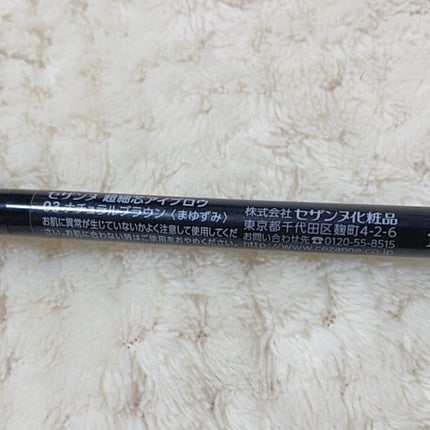 セザンヌ 超細芯アイブロウ
03 ナチュラルブラウン〈まゆずみ〉
お肌に異常が生じていないかよく注意して使用してくだ
さい。お肌に合わない時はご使用をおやめください。
株式会社 セザンヌ化粧品
東京都千代田区麹町4-2-6
お問い合わせ先☎0120-55-8515
http://www.cezanne.co.jp